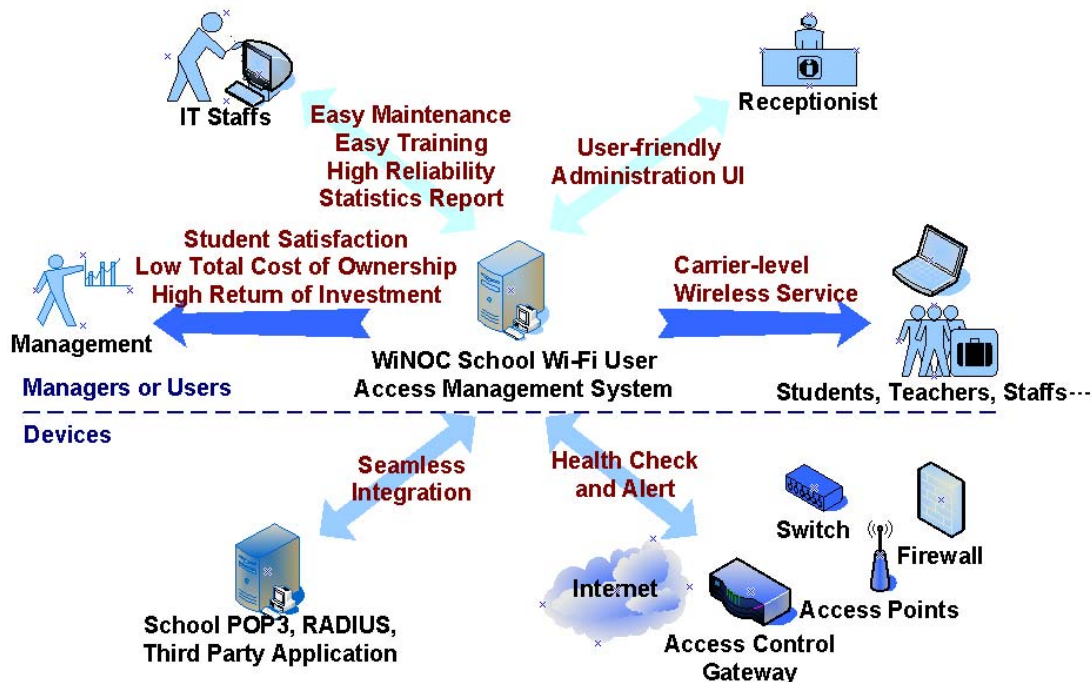 IT Staffs
Receptionist
Easy Maintenance
Easy Training
High Reliability
Statistics Report
User-friendly
Administration UI
Student Satisfaction
Low Total Cost of Ownership
High Return of Investment
Carrier-level
Wireless Service
Management
WiNOC School Wi-Fi User
Access Management System
Managers or Users
Students, Teachers, Staffs----
Devices
Seamless
Integration
Health Check
and Alert
Switch
Firewall
Internet
Access Points
School POP3, RADIUS,
Third Party Application
Access Control
Gateway